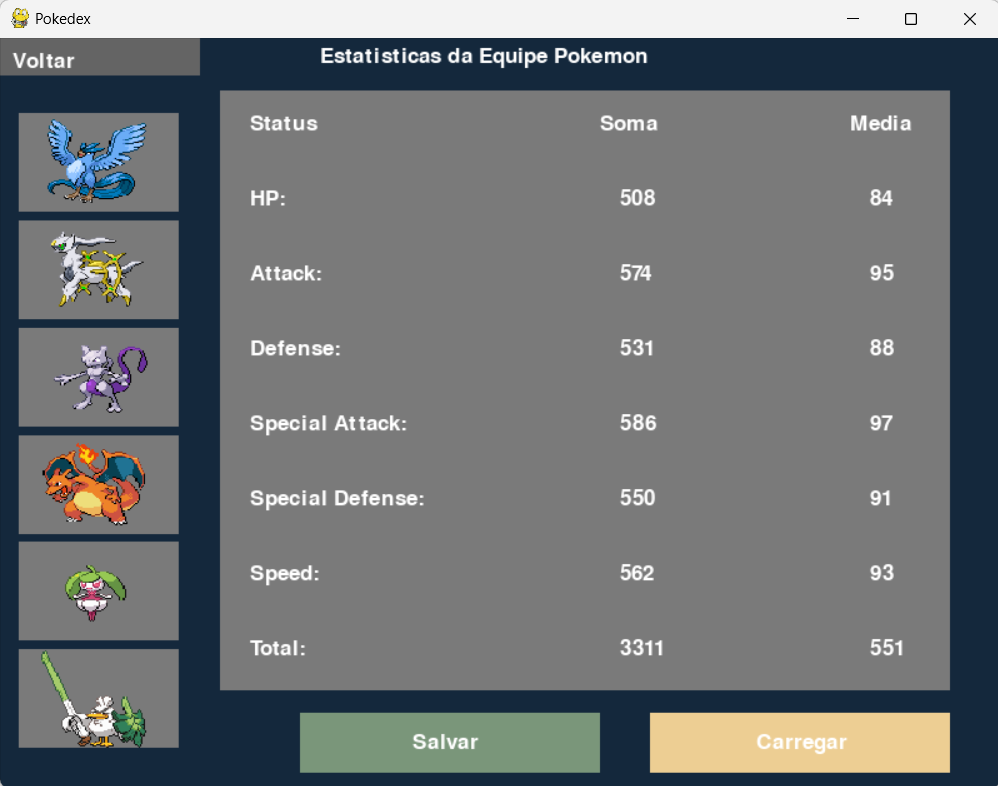 Pokedex
Voltar
Estatisticas da Equipe Pokemon
Status Soma Media
HP: 508 84
Attack: 574 95
Defense: 531 88
Special Attack: 586 97
Special Defense: 550 91
Speed: 562 93
Total: 3311 551
Salvar Carregar